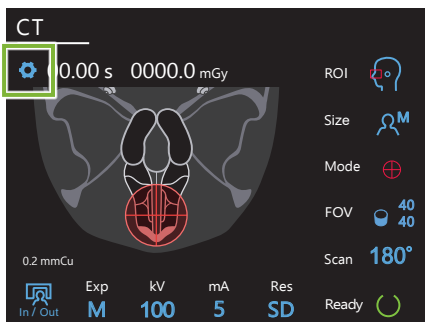 CT
00.00 s 0000.0 mGy
ROI
Size M
Mode
FOV 40
40
0.2 mmCu
Scan 180°
Exp kV mA Res
In / Out M 100 5 SD
Ready